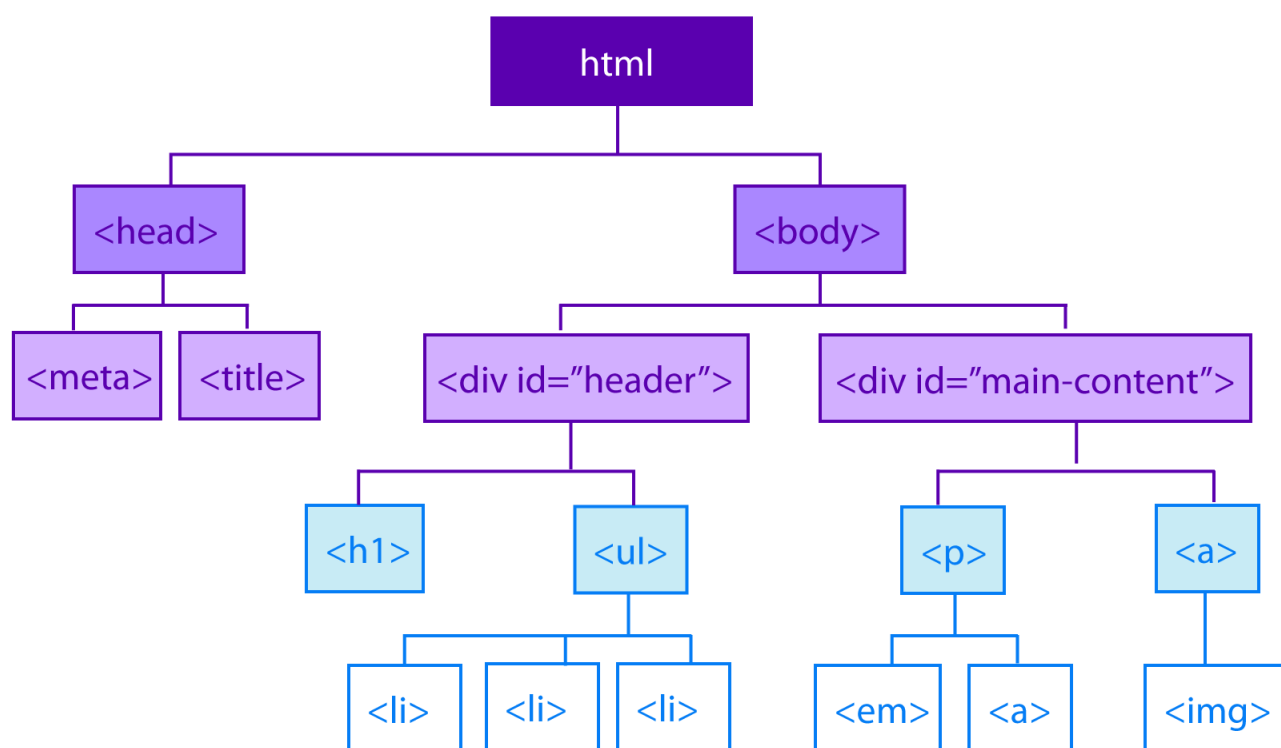 html
<head>
<body>
<meta>
<title>
<div id=”header”>
<div id=”main-content”>
<h1>
<ul>
<p>
<a>
<li>
<li>
<li>
<em>
<a>
<img>